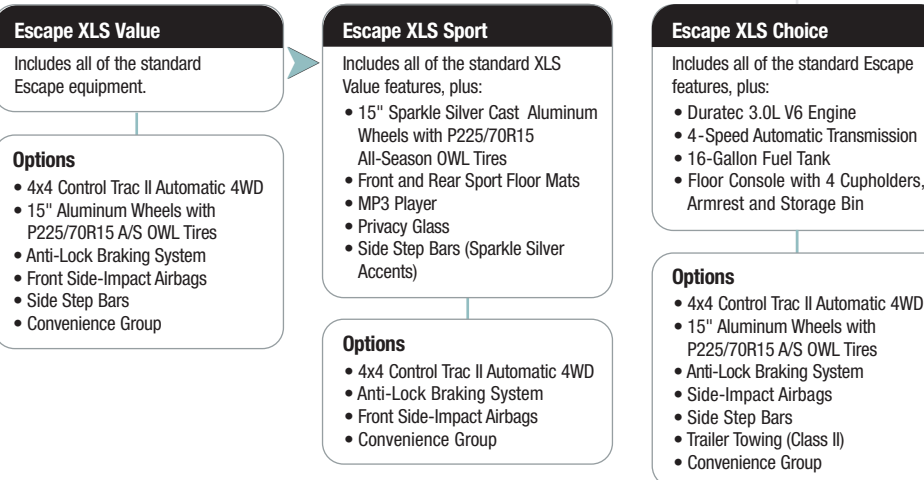 Escape XLS Value
Includes all of the standard
Escape equipment.
Options
• 4x4 Control Trac II Automatic 4WD
• 15" Aluminum Wheels with
P225/70R15 A/S OWL Tires
• Anti-Lock Braking System
• Front Side-Impact Airbags
• Side Step Bars
• Convenience Group
Escape XLS Sport
Includes all of the standard XLS
Value features, plus:
• 15" Sparkle Silver Cast Aluminum
Wheels with P225/70R15
All-Season OWL Tires
• Front and Rear Sport Floor Mats
• MP3 Player
• Privacy Glass
• Side Step Bars (Sparkle Silver
Accents)
Options
• 4x4 Control Trac II Automatic 4WD
• Anti-Lock Braking System
• Front Side-Impact Airbags
• Convenience Group
Escape XLS Choice
Includes all of the standard Escape
features, plus:
• Duratec 3.0L V6 Engine
• 4-Speed Automatic Transmission
• 16-Gallon Fuel Tank
• Floor Console with 4 Cupholders,
Armrest and Storage Bin
Options
• 4x4 Control Trac II Automatic 4WD
• 15" Aluminum Wheels with
P225/70R15 A/S OWL Tires
• Anti-Lock Braking System
• Side-Impact Airbags
• Side Step Bars
• Trailer Towing (Class II)
• Convenience Group